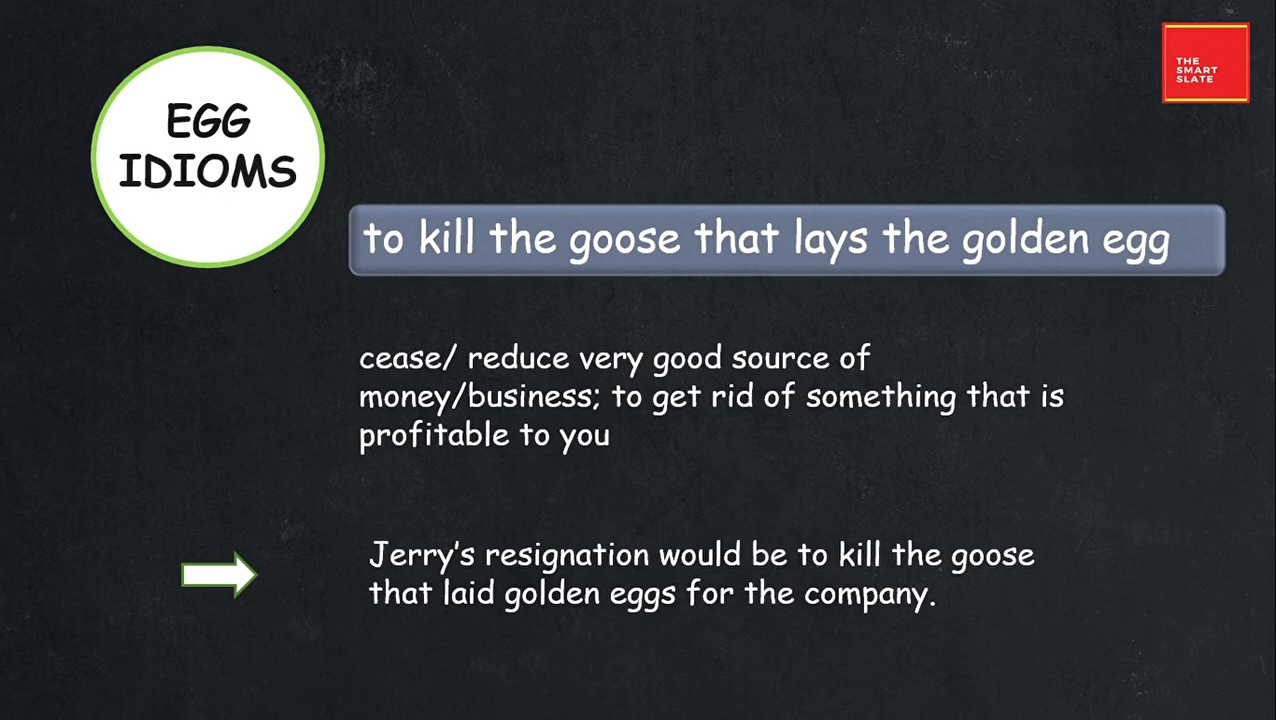 THE
SMART
SLATE
EGG
IDIOMS
to kill the goose that lays the golden egg
cease/ reduce very good source of
money/business; to get rid of something that is
profitable to you
Jerry's resignation would be to kill the goose
that laid golden eggs for the company.